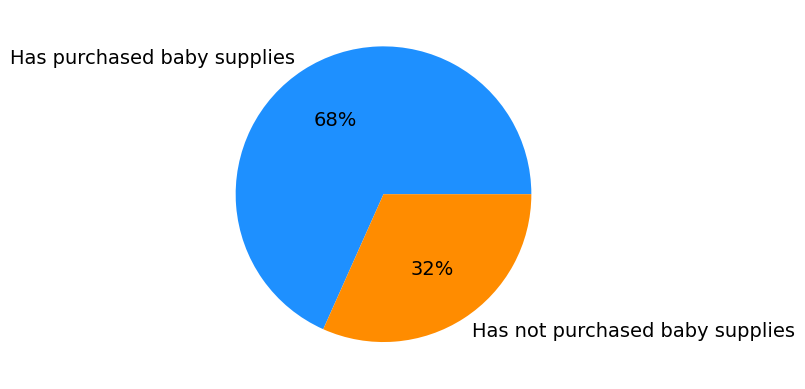 Has purchased baby supplies
68%
32%
Has not purchased baby supplies